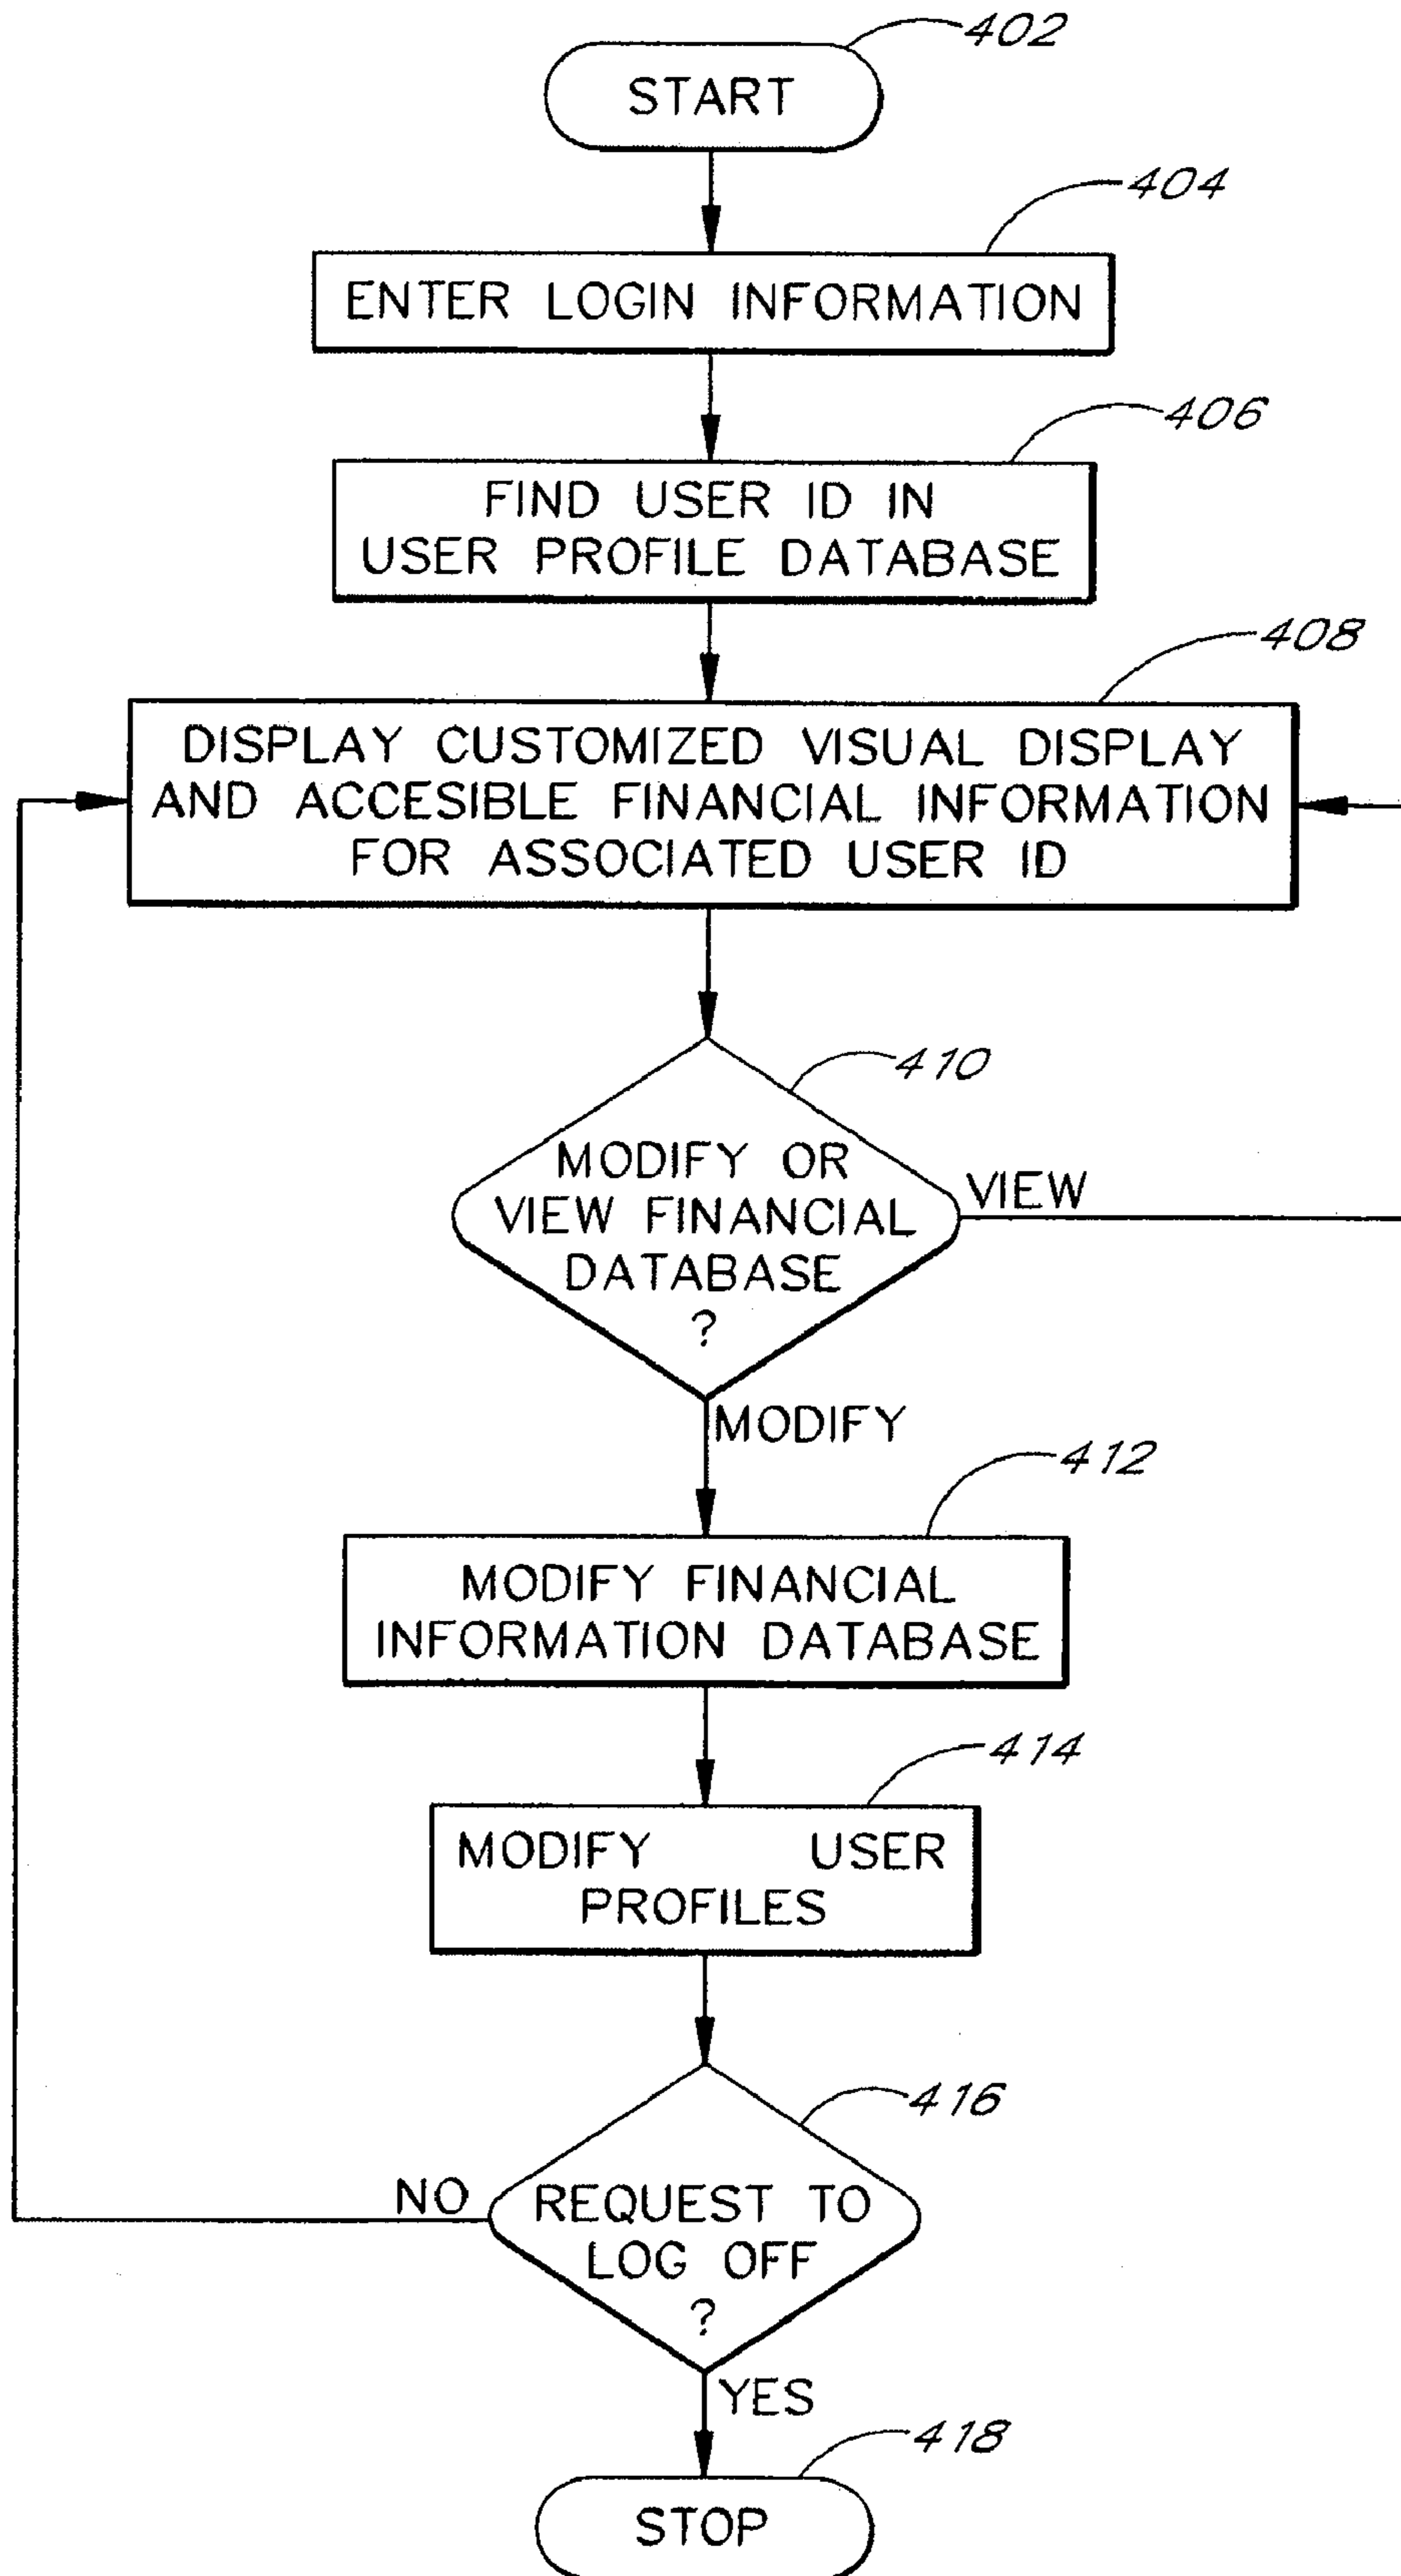 402
START
404
ENTER LOGIN INFORMATION
406
FIND USER ID IN
USER PROFILE DATABASE
408
DISPLAY CUSTOMIZED VISUAL DISPLAY
AND ACCESIBLE FINANCIAL INFORMATION
FOR ASSOCIATED USER ID
410
MODIFY OR
VIEW FINANCIAL
DATABASE
?
VIEW
MODIFY
412
MODIFY FINANCIAL
INFORMATION DATABASE
414
MODIFY USER
PROFILES
416
REQUEST TO
LOG OFF
?
NO
YES
418
STOP